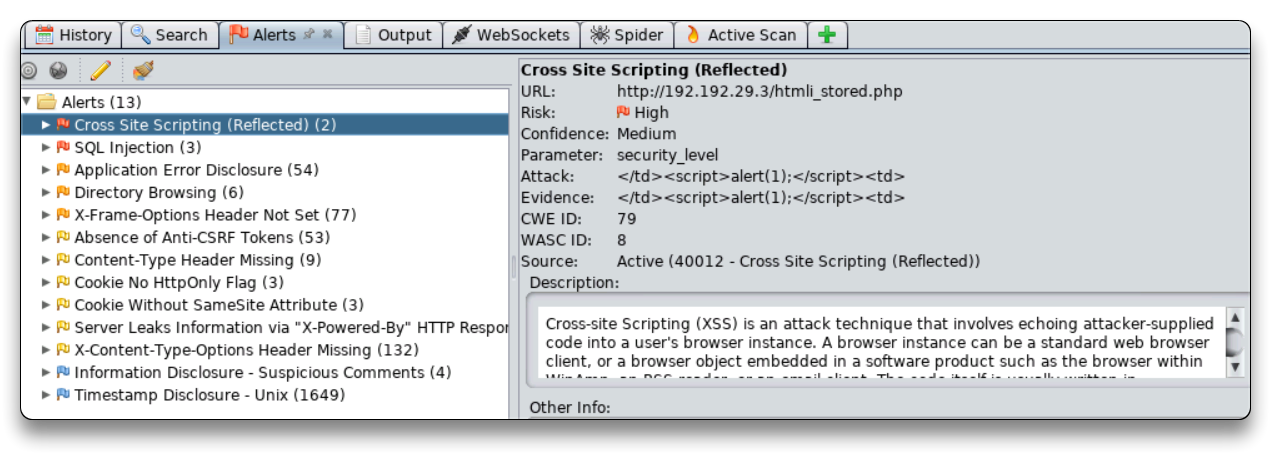 History Search Alerts Output WebSockets Spider Active Scan
Alerts (13)
Cross Site Scripting (Reflected) (2)
SQL Injection (3)
Application Error Disclosure (54)
Directory Browsing (6)
X-Frame-Options Header Not Set (77)
Absence of Anti-CSRF Tokens (53)
Content-Type Header Missing (9)
Cookie No HttpOnly Flag (3)
Cookie Without SameSite Attribute (3)
Server Leaks Information via "X-Powered-By" HTTP Respor
X-Content-Type-Options Header Missing (132)
Information Disclosure - Suspicious Comments (4)
Timestamp Disclosure - Unix (1649)
Cross Site Scripting (Reflected)
URL: http://192.192.29.3/htmli_stored.php
Risk: High
Confidence: Medium
Parameter: security_level
Attack: </td><script>alert(1);</script><td>
Evidence: </td><script>alert(1);</script><td>
CWE ID: 79
WASC ID: 8
Source: Active (40012 - Cross Site Scripting (Reflected))
Description:
Cross-site Scripting (XSS) is an attack technique that involves echoing attacker-supplied
code into a user's browser instance. A browser instance can be a standard web browser
client, or a browser object embedded in a software product such as the browser within
Other Info: